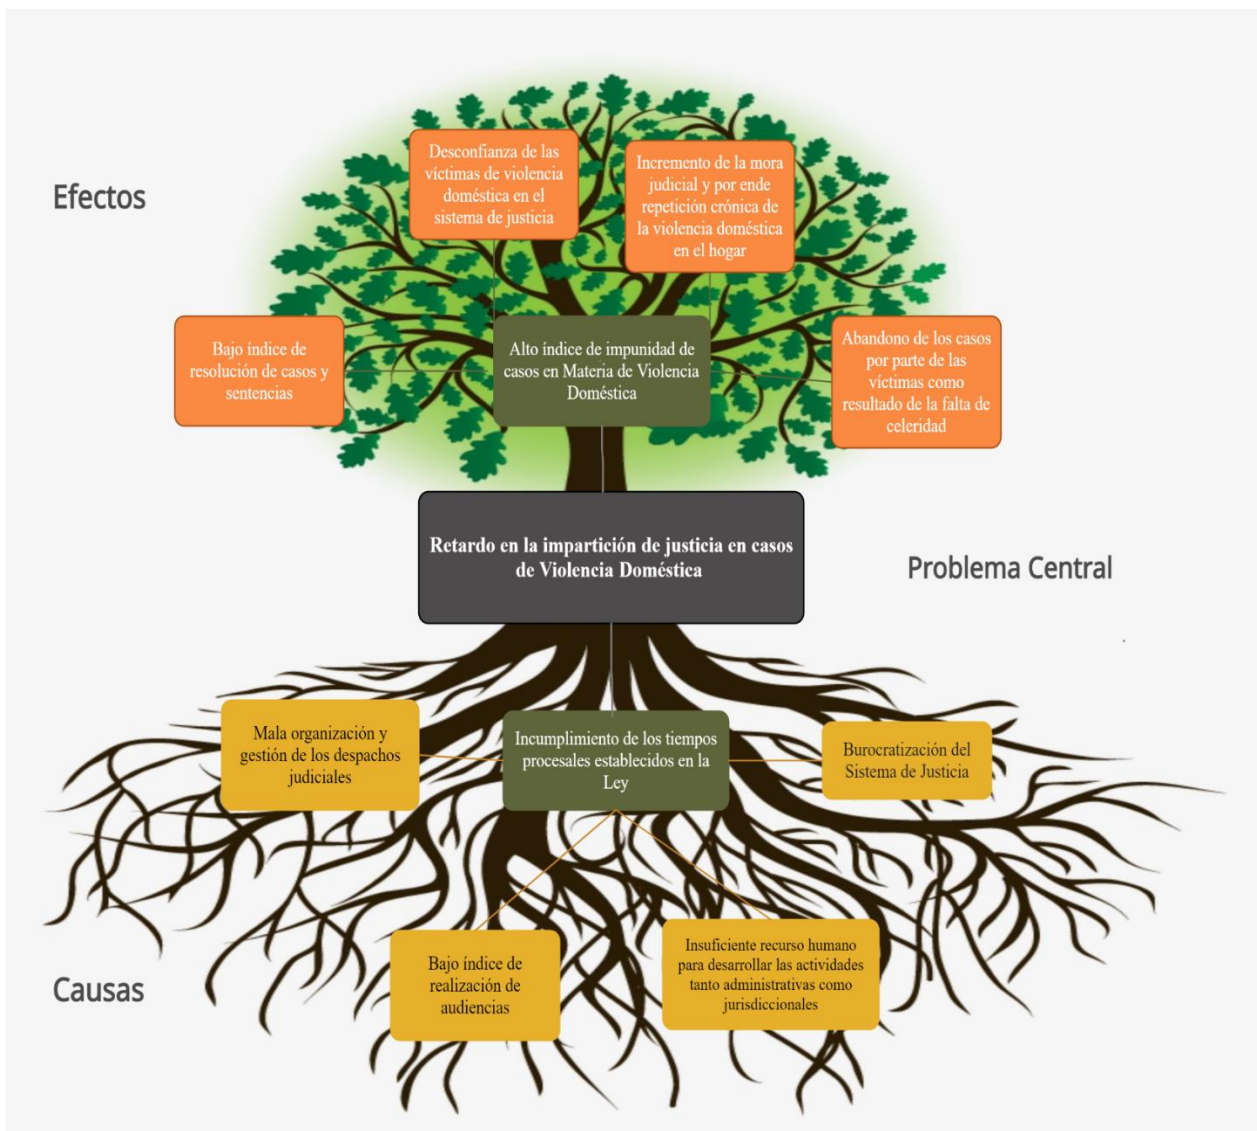 Efectos
Desconfianza de las
víctimas de violencia
doméstica en el
sistema de justicia
Incremento de la mora
judicial y por ende
repetición crónica de
la violencia doméstica
en el hogar
Bajo índice de
resolución de casos y
sentencias
Alto índice de impunidad de
casos en Materia de Violencia
Doméstica
Abandono de los casos
por parte de las
víctimas como
resultado de la falta de
celeridad
Retardo en la impartición de justicia en casos
de Violencia Doméstica
Problema Central
Mala organización y
gestión de los despachos
judiciales
Incumplimiento de los tiempos
procesales establecidos en la
Ley
Burocratización del
Sistema de Justicia
Causas
Bajo índice de
realización de
audiencias
Insuficiente recurso humano
para desarrollar las actividades
tanto administrativas como
jurisdiccionales